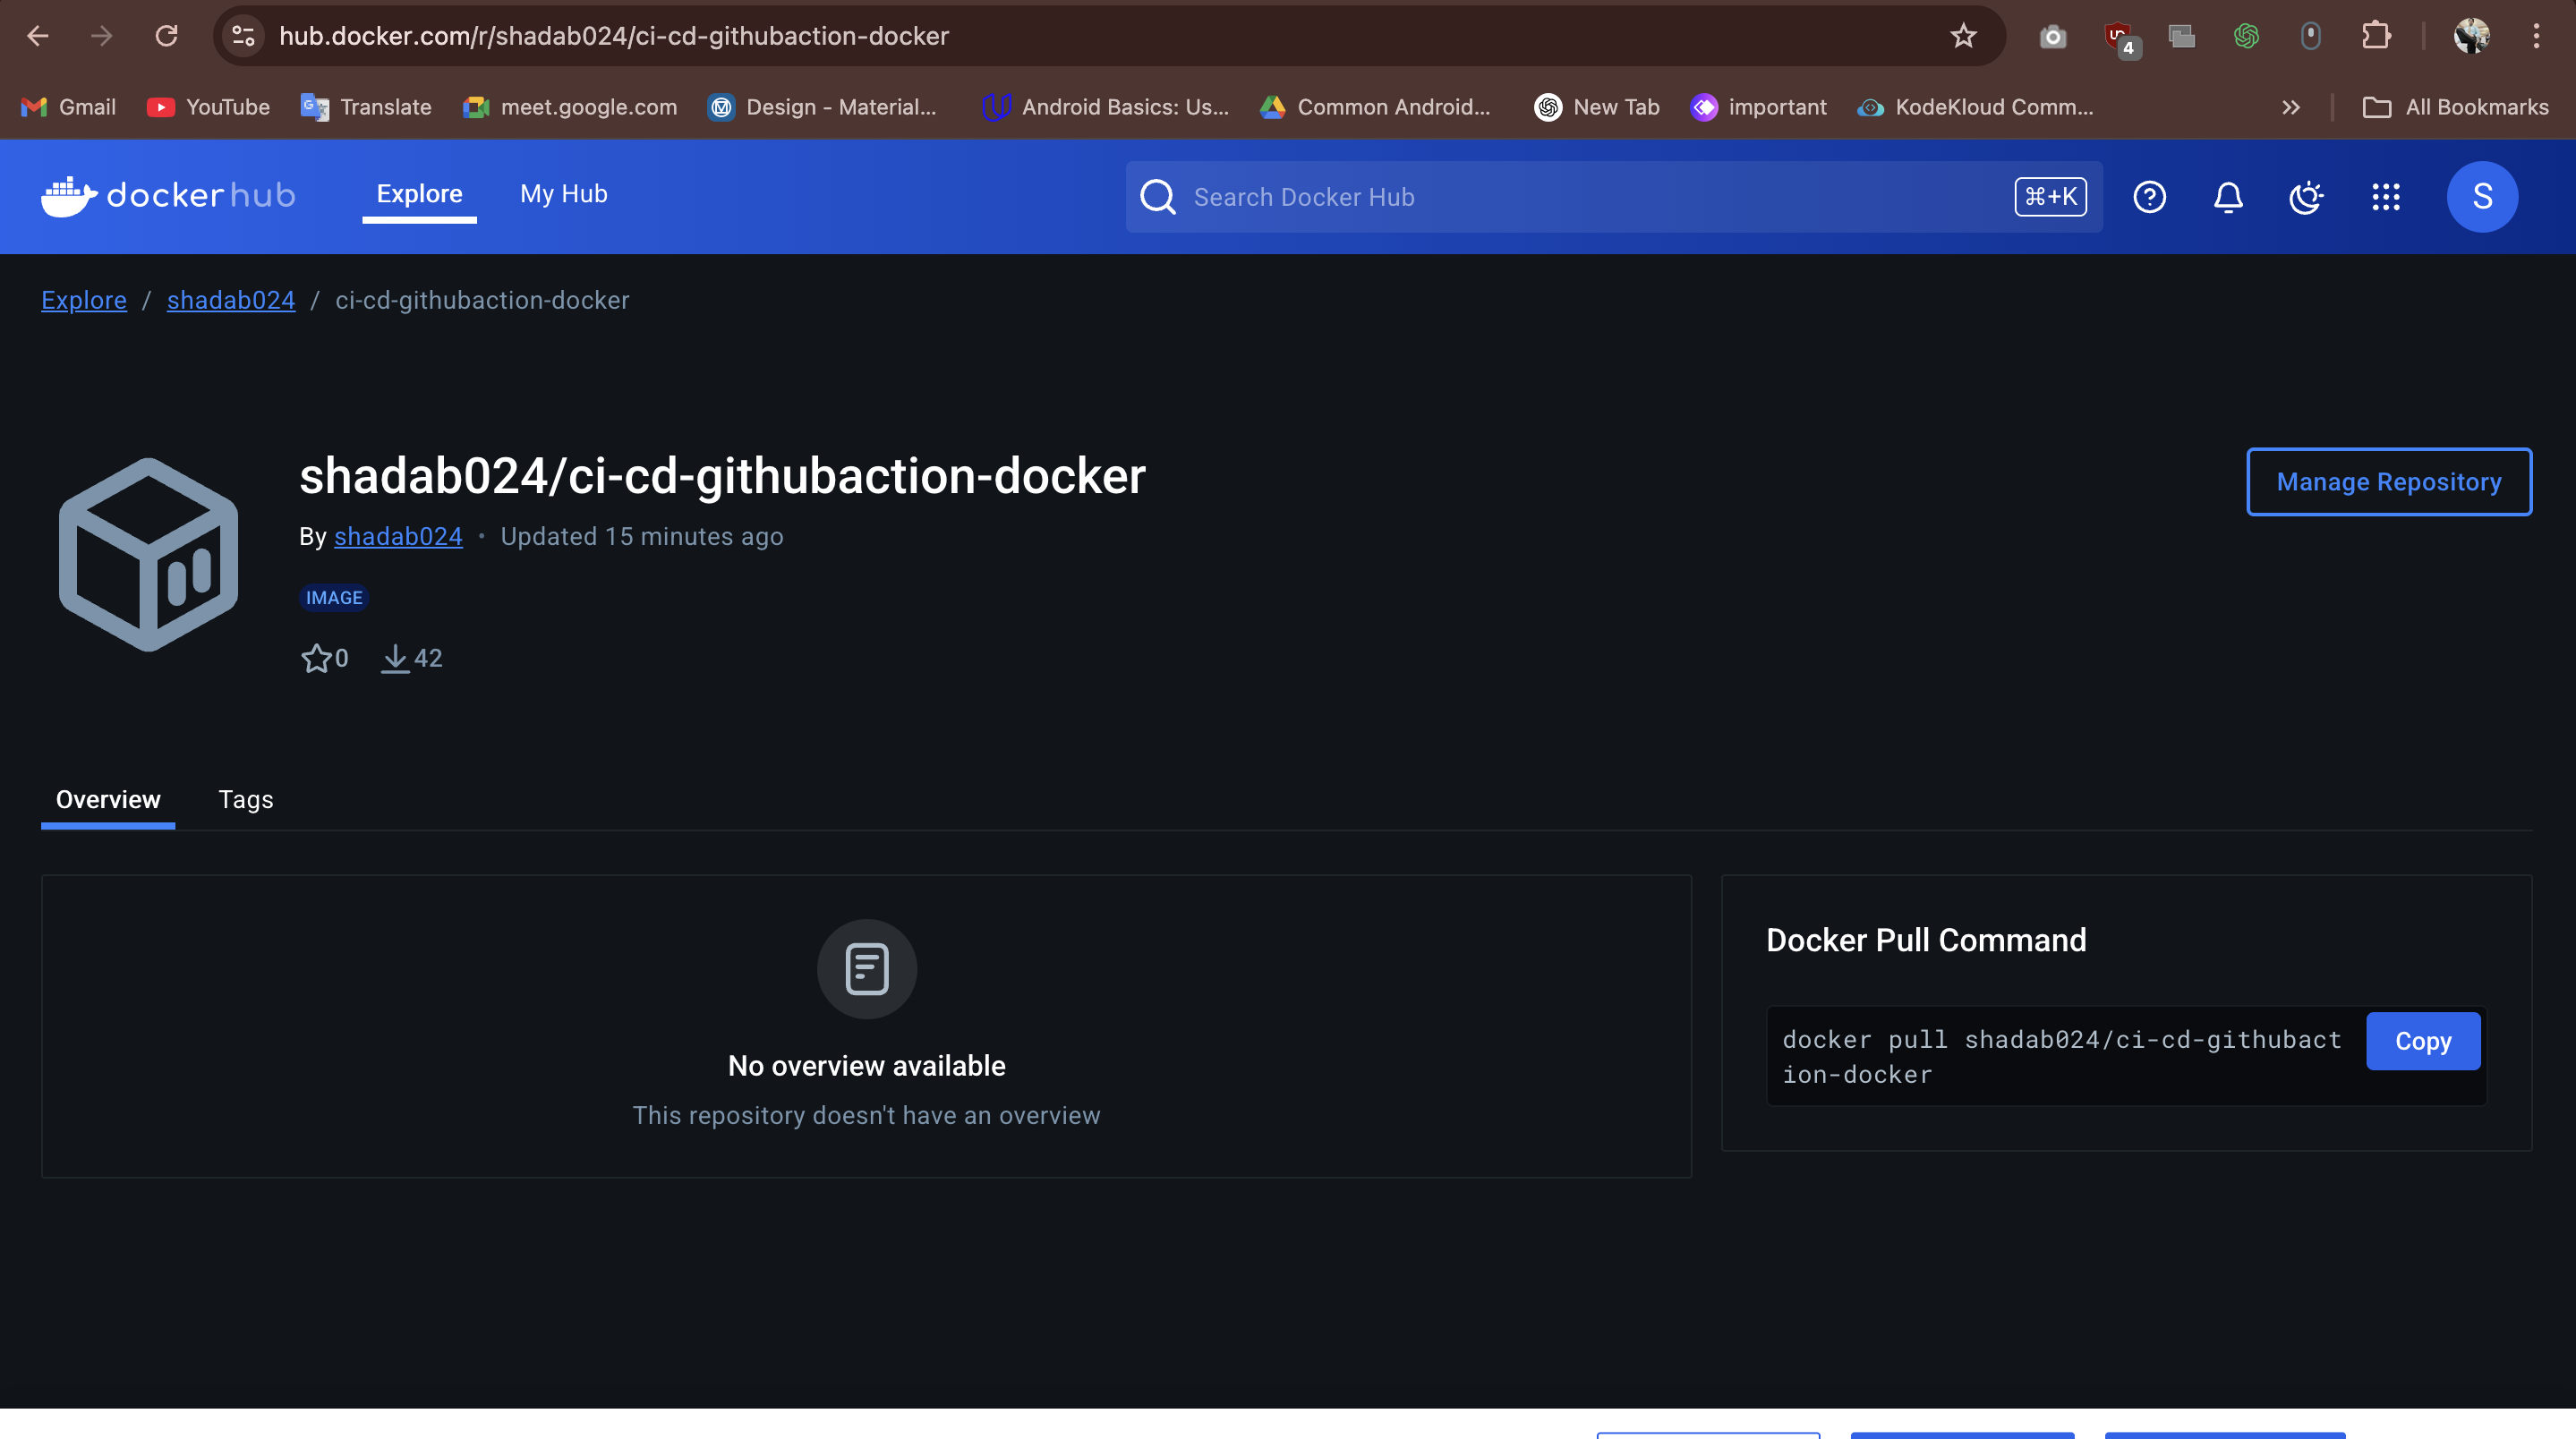 hub.docker.com/r/shadab024/ci-cd-githubaction-docker
4
Gmail YouTube Translate meet.google.com Design - Material... Android Basics: Us... Common Android... New Tab important KodeKloud Comm... All Bookmarks
docker hub Explore My Hub Search Docker Hub ⌘+K S
Explore / shadab024 / ci-cd-githubaction-docker
shadab024/ci-cd-githubaction-docker
Manage Repository
By shadab024 • Updated 15 minutes ago
IMAGE
0 42
Overview Tags
No overview available
This repository doesn't have an overview
Docker Pull Command
docker pull shadab024/ci-cd-githubact
ion-docker
Copy